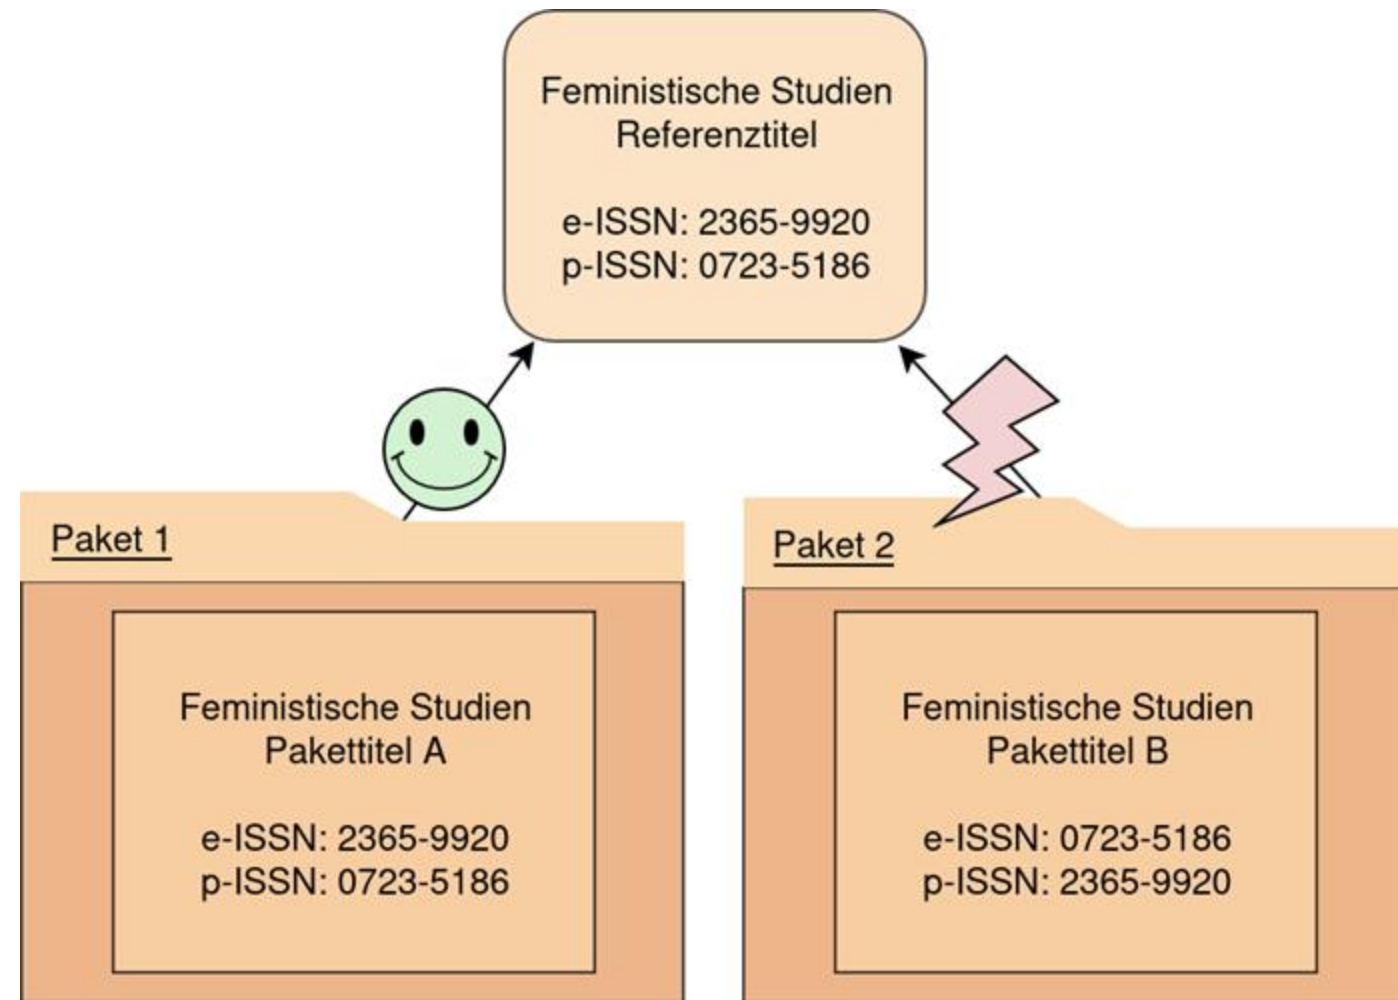 Feministische Studien
Referenztitel
e-ISSN: 2365-9920
p-ISSN: 0723-5186
Paket 1
Feministische Studien
Pakettitel A
e-ISSN: 2365-9920
p-ISSN: 0723-5186
Paket 2
Feministische Studien
Pakettitel B
e-ISSN: 0723-5186
p-ISSN: 2365-9920